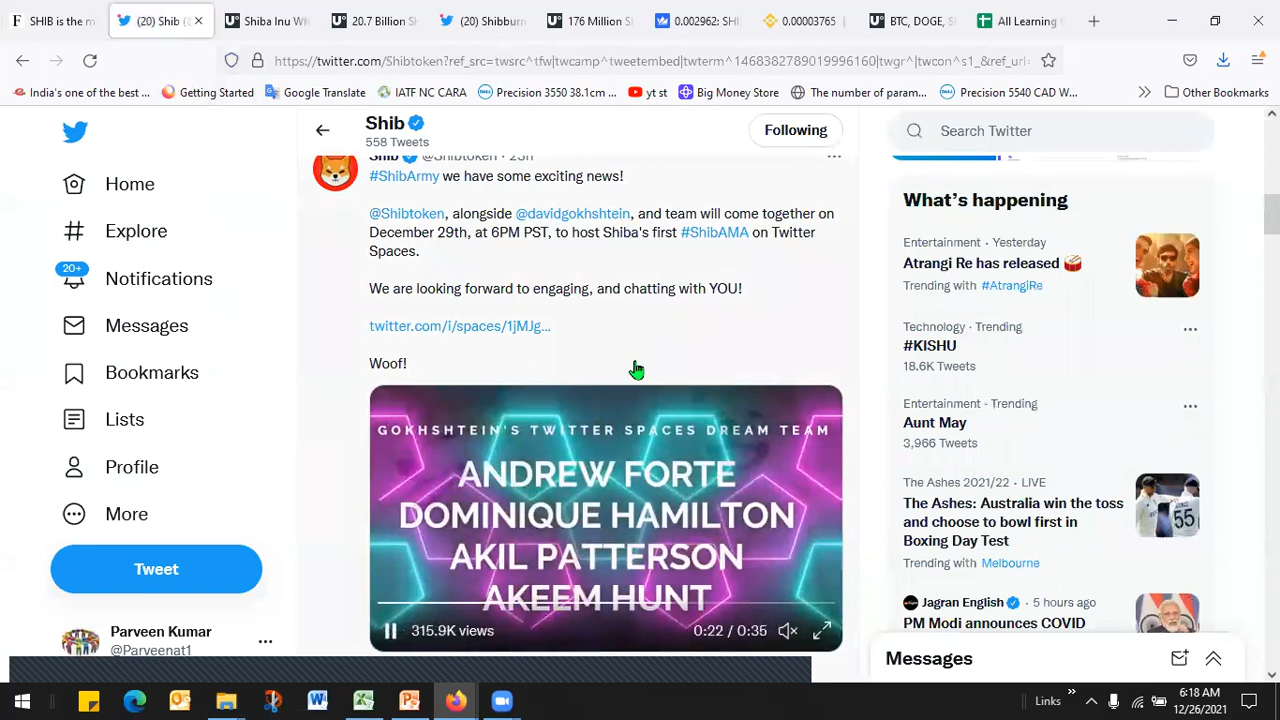 SHIB is the m
(20) Shib (
Shiba Inu Wh
20.7 Billion S
(20) Shibburn
176 Million S
0.002962: SHI
0.00003765
BTC, DOGE, S
All Learning
https://twitter.com/Shibtoken?ref_src=twsrc^tfw|twcamp^tweetembed|twterm^1468382789019996160|twgr^|twcon^s1_&ref_url=
India's one of the best ...
Getting Started
Google Translate
IATF NC CARA
Precision 3550 38.1cm ...
yt st
Big Money Store
The number of param...
Precision 5540 CAD W...
Other Bookmarks
Home
Explore
20+
Notifications
Messages
Bookmarks
Lists
Profile
More
Tweet
Parveen Kumar
@Parveenat1
Shib
558 Tweets
Following
Shib @Shibtoken · 23h
#ShibArmy we have some exciting news!
@Shibtoken, alongside @davidgokhshtein, and team will come together on
December 29th, at 6PM PST, to host Shiba's first #ShibAMA on Twitter
Spaces.
We are looking forward to engaging, and chatting with YOU!
twitter.com/i/spaces/1jMJg...
Woof!
GOKHSHTEIN'S TWITTER SPACES DREAM TEAM
ANDREW FORTE
DOMINIQUE HAMILTON
AKIL PATTERSON
AKEEM HUNT
315.9K views
0:22 / 0:35
Search Twitter
What's happening
Entertainment · Yesterday
Atrangi Re has released
Trending with #AtrangiRe
Technology · Trending
#KISHU
18.6K Tweets
Entertainment · Trending
Aunt May
3,966 Tweets
The Ashes 2021/22 · LIVE
The Ashes: Australia win the toss
and choose to bowl first in
Boxing Day Test
Trending with Melbourne
Jagran English · 5 hours ago
PM Modi announces COVID
Messages
Links
6:18 AM
12/26/2021